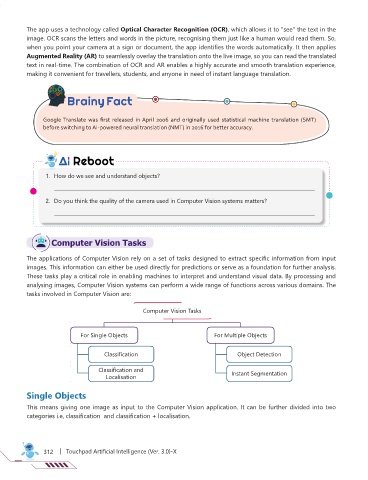 The app uses a technology called Optical Character Recognition (OCR), which allows it to "see" the text in the
image. OCR scans the letters and words in the picture, recognising them just like a human would read them. So,
when you point your camera at a sign or document, the app identifies the words automatically. It then applies
Augmented Reality (AR) to seamlessly overlay the translation onto the live image, so you can read the translated
text in real-time. The combination of OCR and AR enables a highly accurate and smooth translation experience,
making it convenient for travellers, students, and anyone in need of instant language translation.
Brainy Fact
Google Translate was first released in April 2006 and originally used statistical machine translation (SMT)
before switching to AI-powered neural translation (NMT) in 2016 for better accuracy.
Ai Reboot
1. How do we see and understand objects?
2. Do you think the quality of the camera used in Computer Vision systems matters?
Computer Vision Tasks
The applications of Computer Vision rely on a set of tasks designed to extract specific information from input
images. This information can either be used directly for predictions or serve as a foundation for further analysis.
These tasks play a critical role in enabling machines to interpret and understand visual data. By processing and
analysing images, Computer Vision systems can perform a wide range of functions across various domains. The
tasks involved in Computer Vision are:
Computer Vision Tasks
For Single Objects
For Multiple Objects
Classification
Object Detection
Classification and
Localisation
Instant Segmentation
Single Objects
This means giving one image as input to the Computer Vision application. It can be further divided into two
categories i.e, classification and classification + localisation.
312 | Touchpad Artificial Intelligence (Ver. 3.0)-X